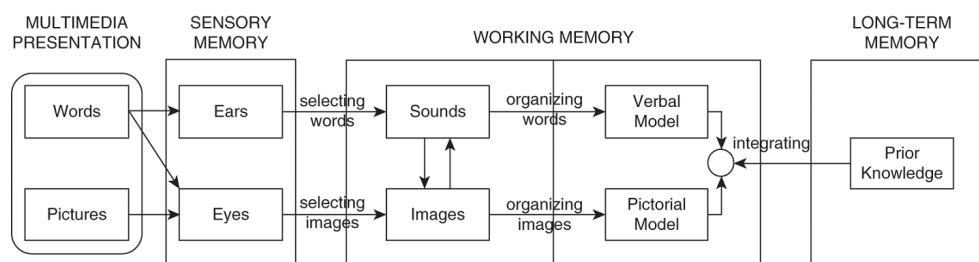 MULTIMEDIA
PRESENTATION
SENSORY
MEMORY
WORKING MEMORY
LONG-TERM
MEMORY
Words
Ears
selecting
words
Sounds
organizing
words
Verbal
Model
integrating
Prior
Knowledge
Pictures
Eyes
selecting
images
Images
organizing
images
Pictorial
Model